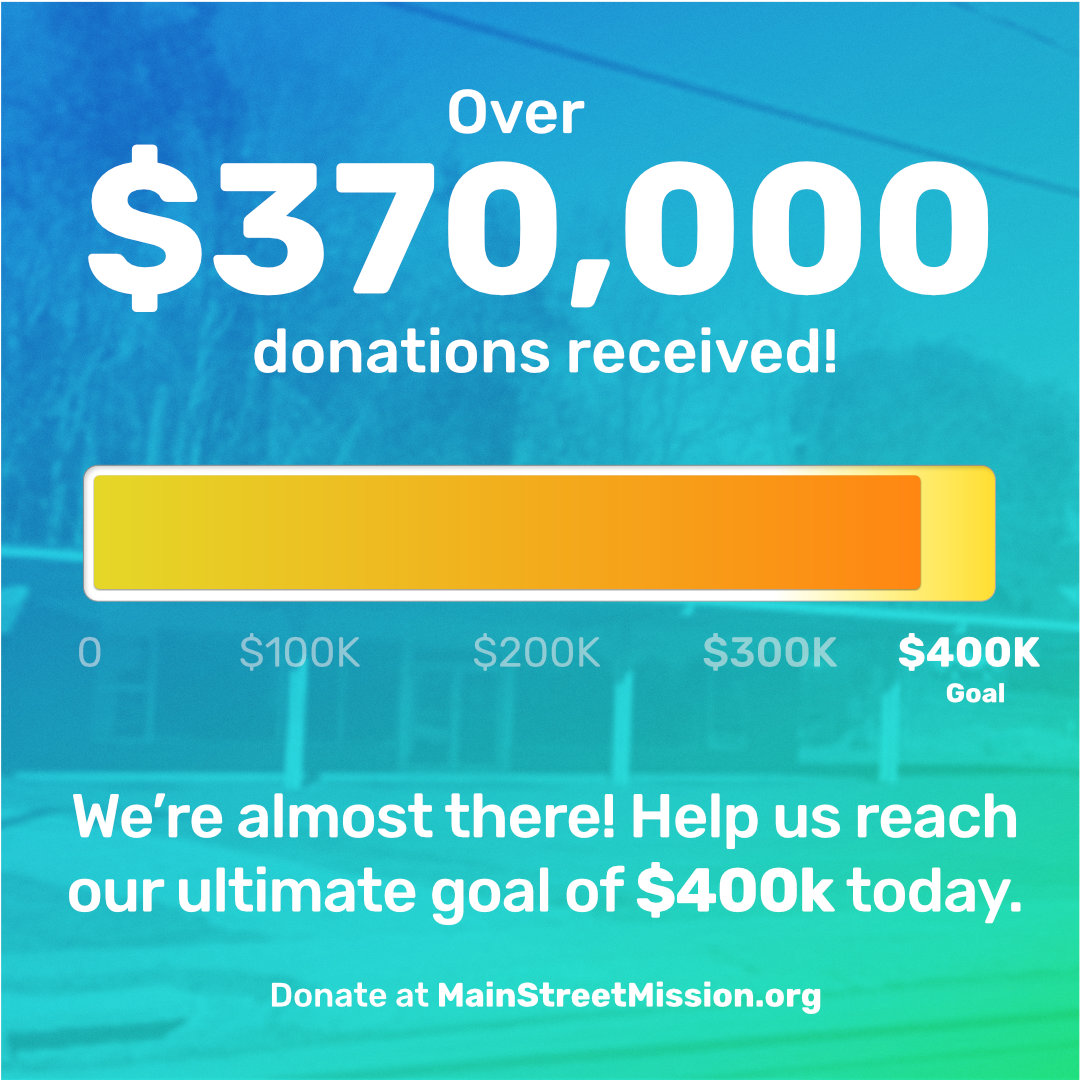 Over
$370,000
donations received!
0 $100K $200K $300K $400K
Goal
We’re almost there! Help us reach
our ultimate goal of $400k today.
Donate at MainStreetMission.org